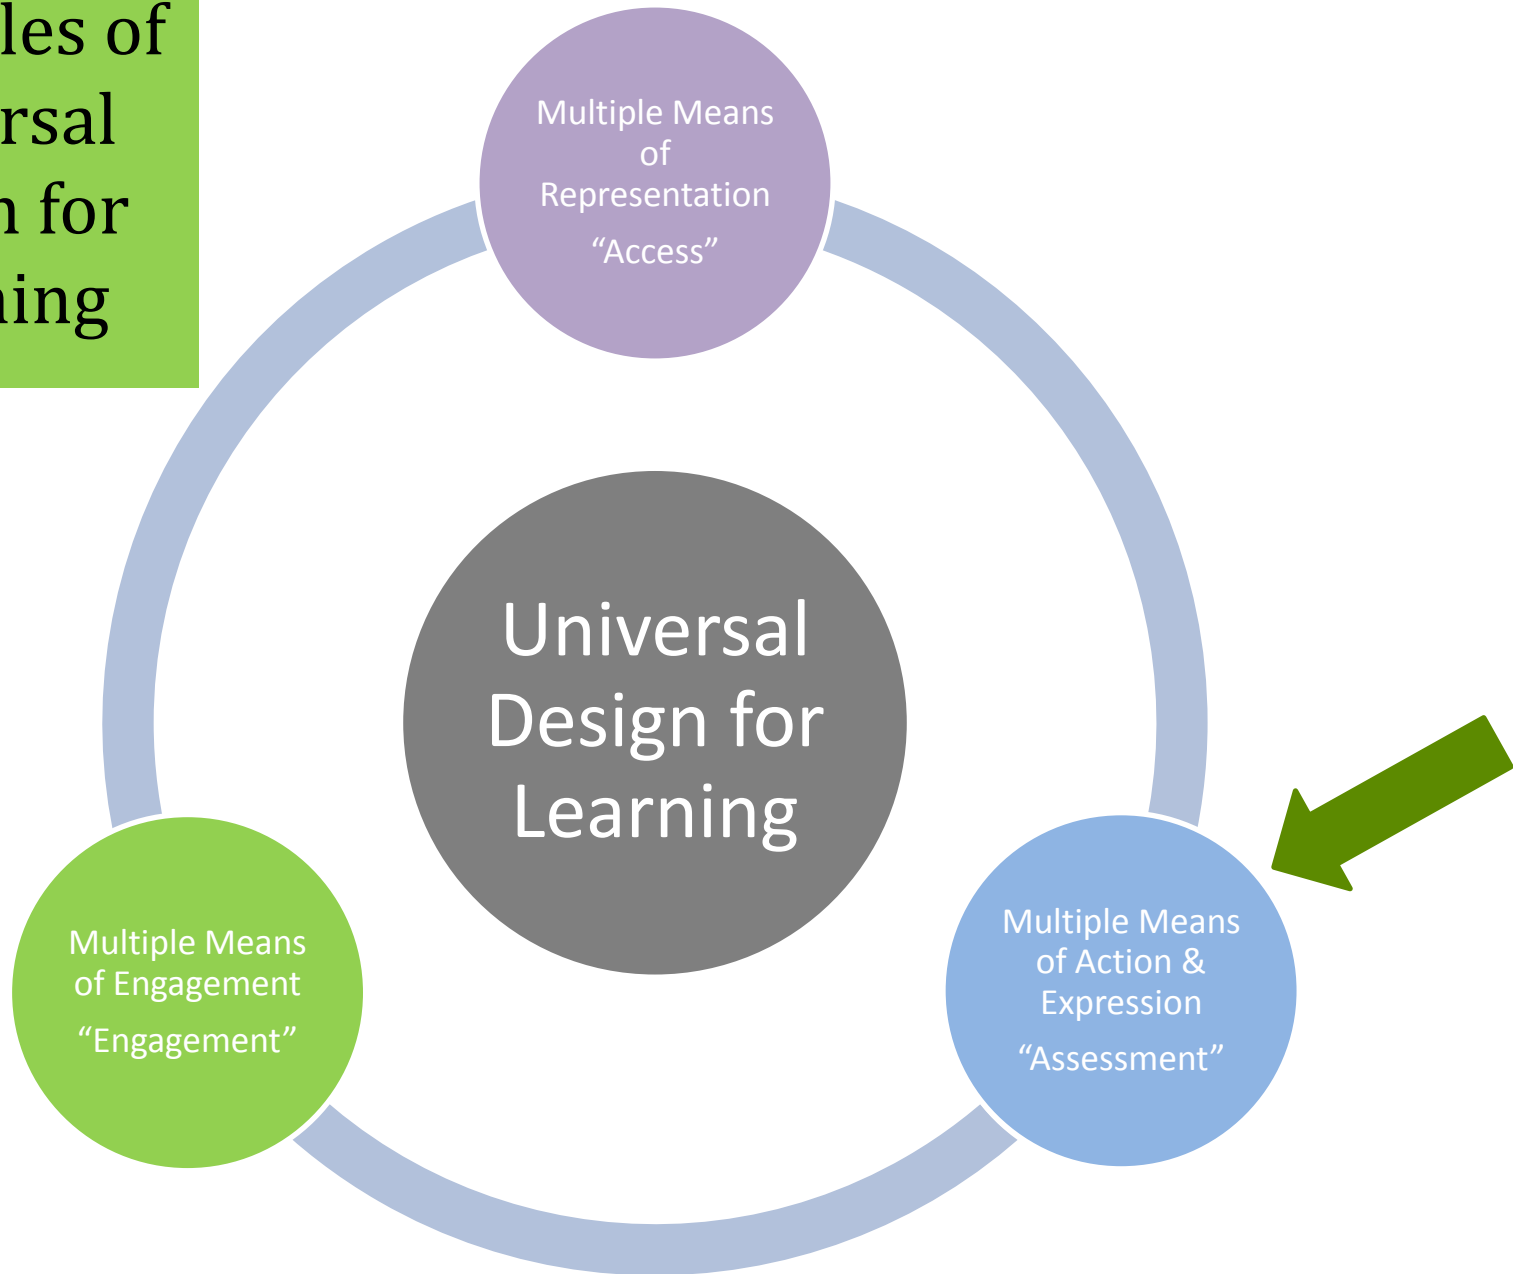 les of
rsal
n for
ning
Multiple Means
of
Representation
“Access”
Universal
Design for
Learning
Multiple Means
of Engagement
“Engagement”
Multiple Means
of Action &
Expression
“Assessment”